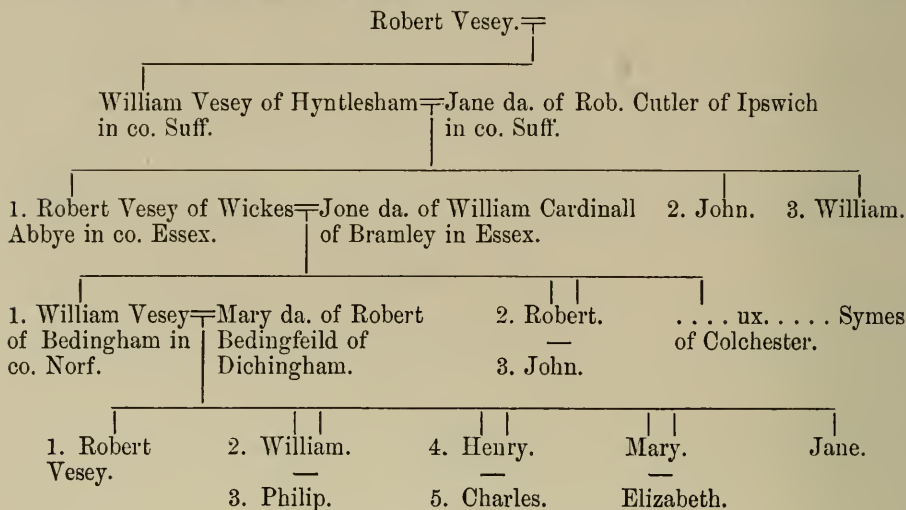 Robert Vesey.
William Vesey of Hyntlesham Jane da. of Rob. Cutler of Ipswich
in co. Suff. in co. Suff.
1. Robert Vesey of Wickes Jone da. of William Cardinall 2. John. 3. William.
Abbye in co. Essex. of Bramley in Essex.
1. William Vesey Mary da. of Robert 2. Robert. . . . . ux. . . . . Symes
of Bedingham in Bedingfeild of — of Colchester.
co. Norf. Dichingham. 3. John.
1. Robert 2. William. 4. Henry. Mary. Jane.
Vesey. — — —
3. Philip. 5. Charles. Elizabeth.